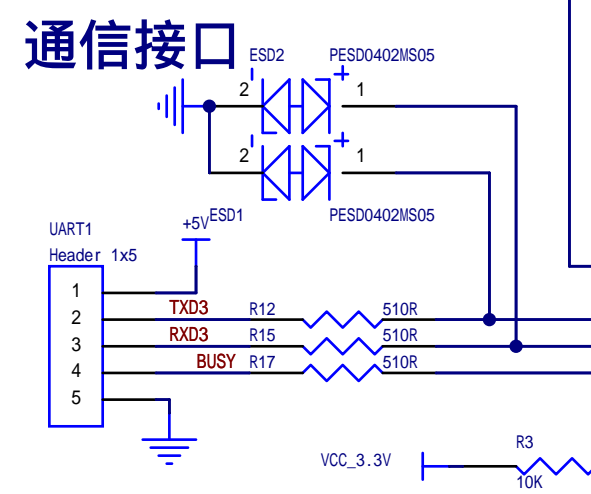 通信接口
ESD2 PESD0402MS05
2 - + 1
2 - + 1
ESD1 PESD0402MS05
+5V
UART1
Header 1x5
1
2 TXD3 R12 510R
3 RXD3 R15 510R
4 BUSY R17 510R
5
VCC_3.3V R3
10K